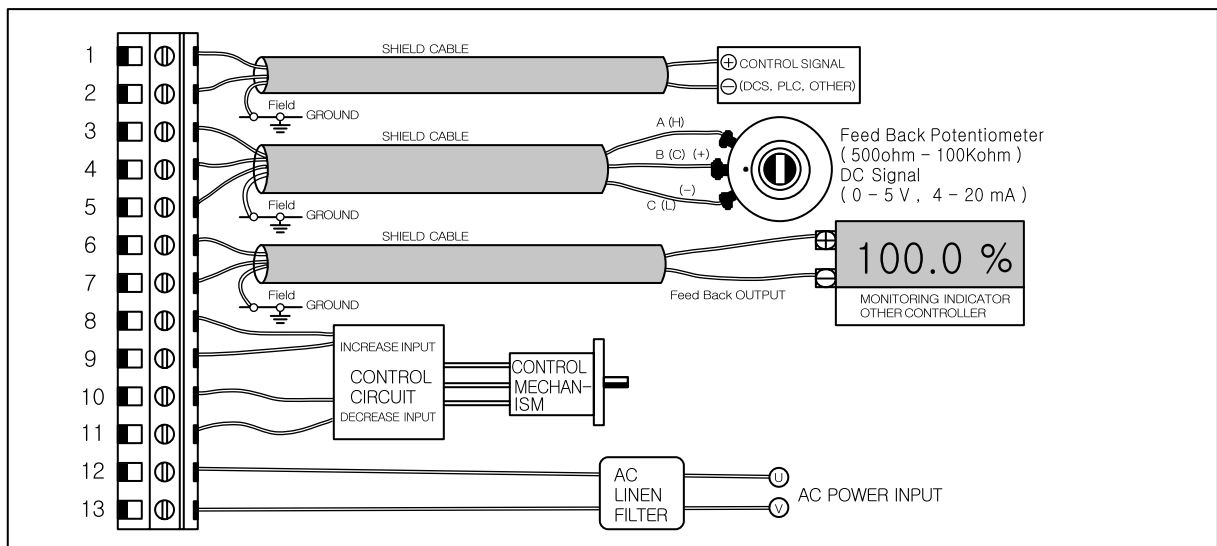 1
2
3
4
5
6
7
8
9
10
11
12
13
SHIELD CABLE
⊕ CONTROL SIGNAL
⊖ (DCS, PLC, OTHER)
Field
GROUND
SHIELD CABLE
A (H)
B (C) (+)
(-)
C (L)
Feed Back Potentiometer
( 500ohm - 100Kohm )
DC Signal
( 0 - 5 V , 4 - 20 mA )
Field
GROUND
SHIELD CABLE
Feed Back OUTPUT
100.0 %
MONITORING INDICATOR
OTHER CONTROLLER
Field
GROUND
INCREASE INPUT
CONTROL
CIRCUIT
DECREASE INPUT
CONTROL
MECHAN-
ISM
AC
LINEN
FILTER
U
V
AC POWER INPUT